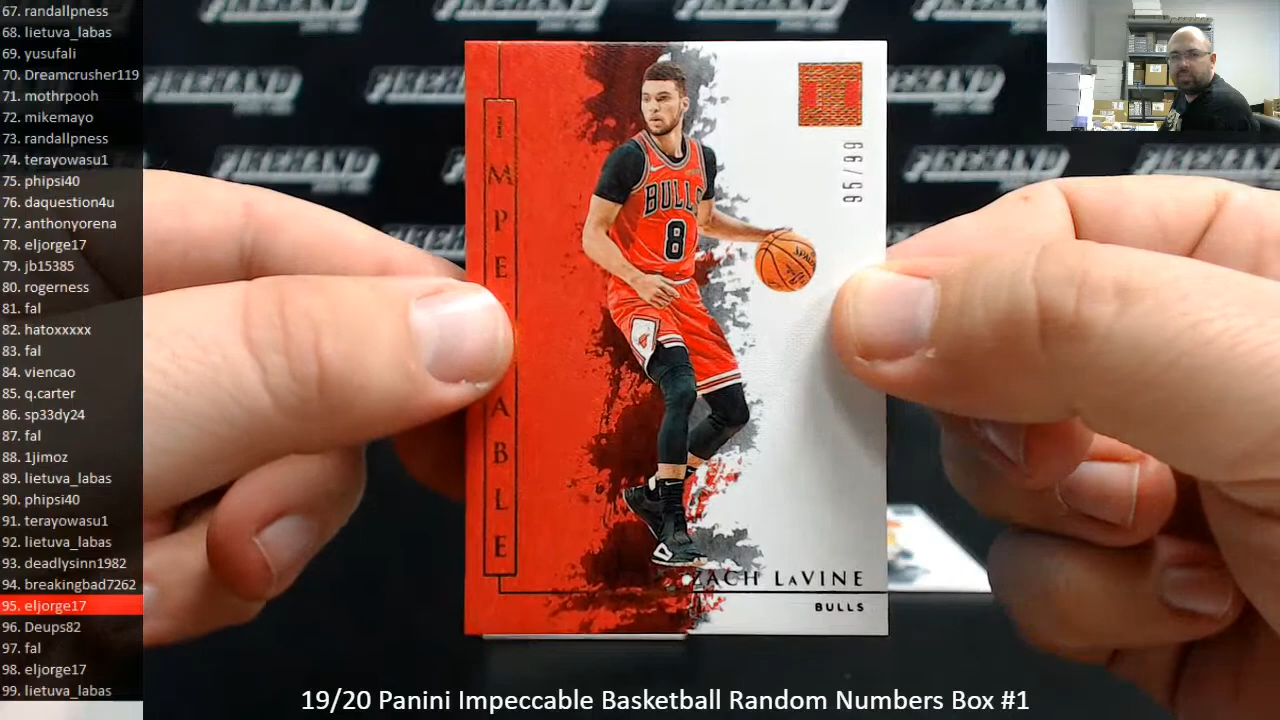 67. randallpness
68. lietuva_labas
69. yusufali
70. Dreamcrusher119
71. mothrpooh
72. mikemayo
73. randallpness
74. terayowasu1
75. phipsi40
76. daquestion4u
77. anthonyorena
78. eljorge17
79. jb15385
80. rogerness
81. fal
82. hatoxxxxx
83. fal
84. viencao
85. q.carter
86. sp33dy24
87. fal
88. 1jimoz
89. lietuva_labas
90. phipsi40
91. terayowasu1
92. lietuva_labas
93. deadlysinn1982
94. breakingbad7262
95. eljorge17
96. Deups82
97. fal
98. eljorge17
99. lietuva_labas
IMPE ABLE
95/99
BULLS
8
ZACH LaVINE
BULLS
19/20 Panini Impeccable Basketball Random Numbers Box #1